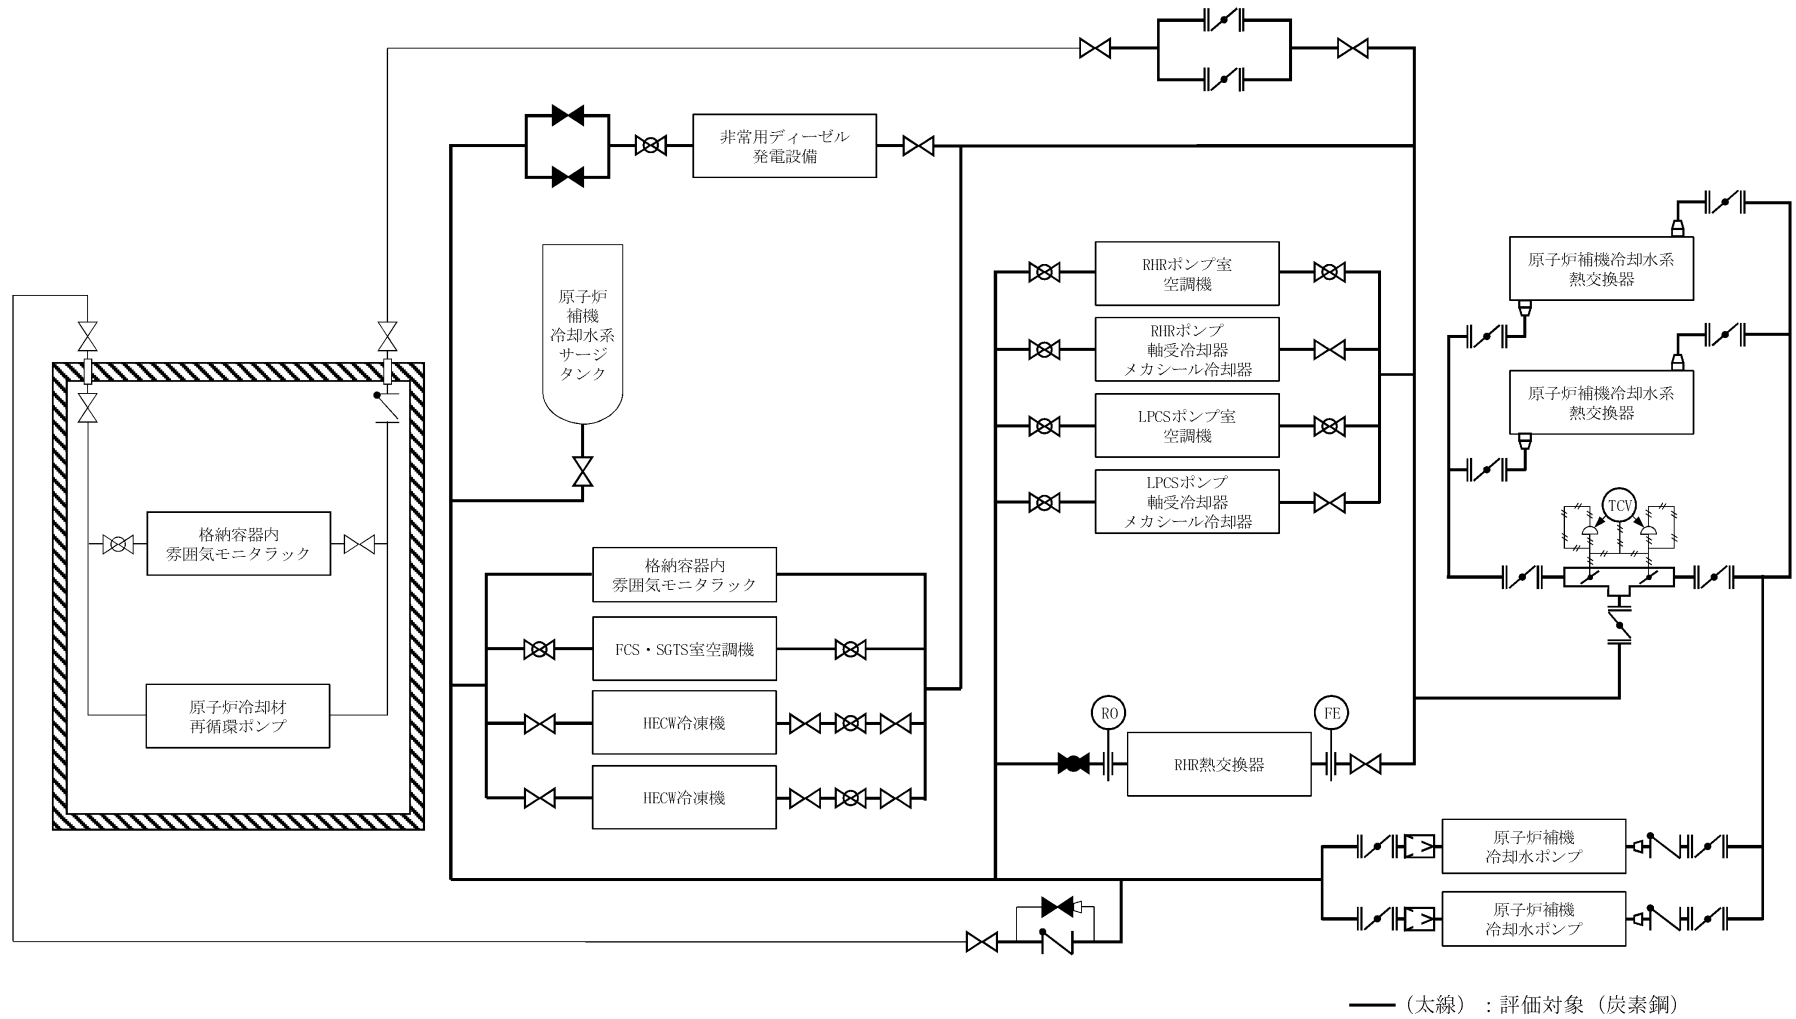 非常用ディーゼル
発電設備
原子炉補機冷却水系
熱交換器
RHRポンプ室
空調機
原子炉
補機
冷却水系
サージ
タンク
RHRポンプ
軸受冷却器
メカシール冷却器
原子炉補機冷却水系
熱交換器
LPCSポンプ室
空調機
LPCSポンプ
軸受冷却器
メカシール冷却器
TCV
格納容器内
雰囲気モニタラック
格納容器内
雰囲気モニタラック
FCS・SGTS室空調機
原子炉冷却材
再循環ポンプ
HECW冷凍機
RO
FE
RHR熱交換器
HECW冷凍機
原子炉補機
冷却水ポンプ
原子炉補機
冷却水ポンプ
(太線):評価対象(炭素鋼)